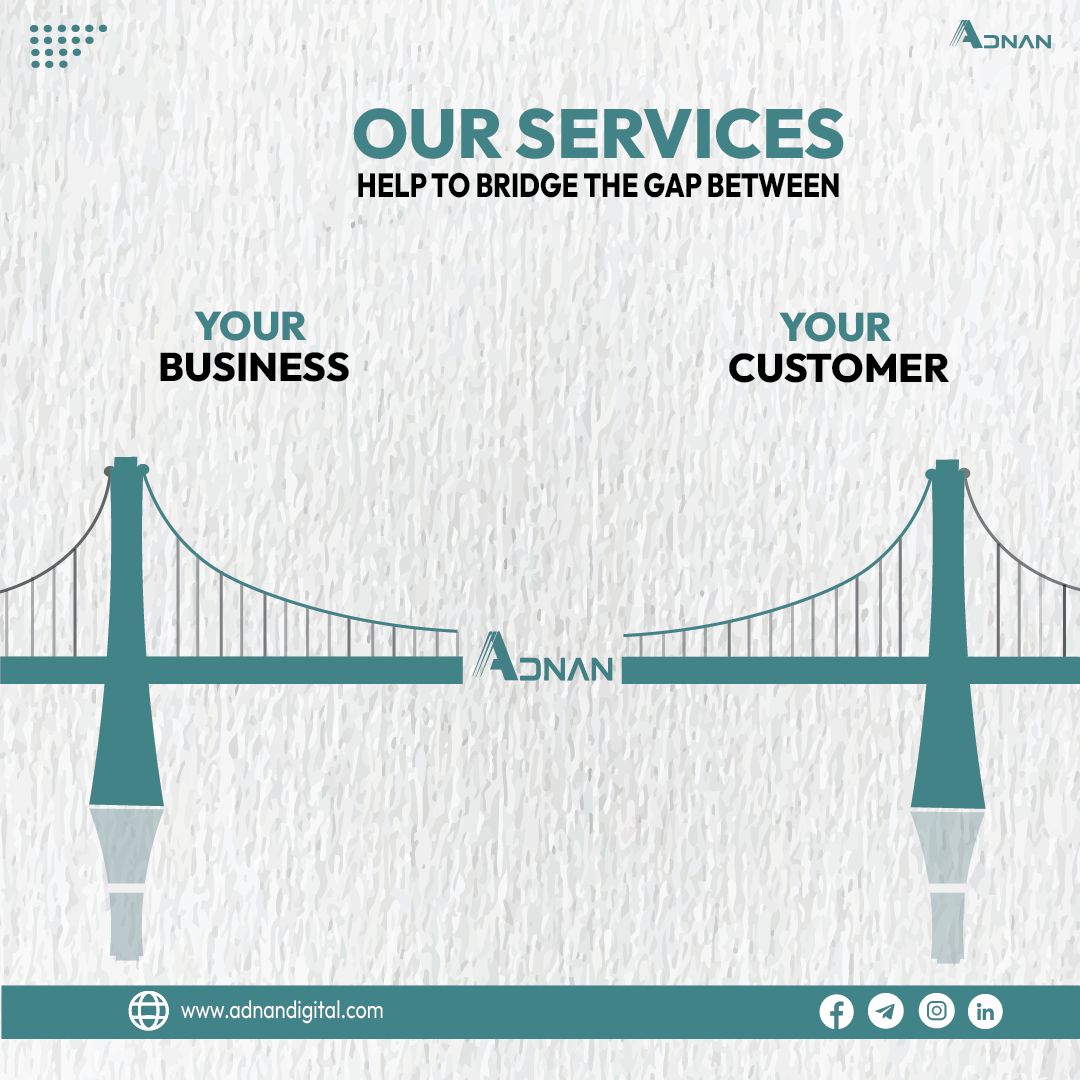 ADNAN
OUR SERVICES
HELP TO BRIDGE THE GAP BETWEEN
YOUR
BUSINESS
YOUR
CUSTOMER
ADNAN
www.adnandigital.com